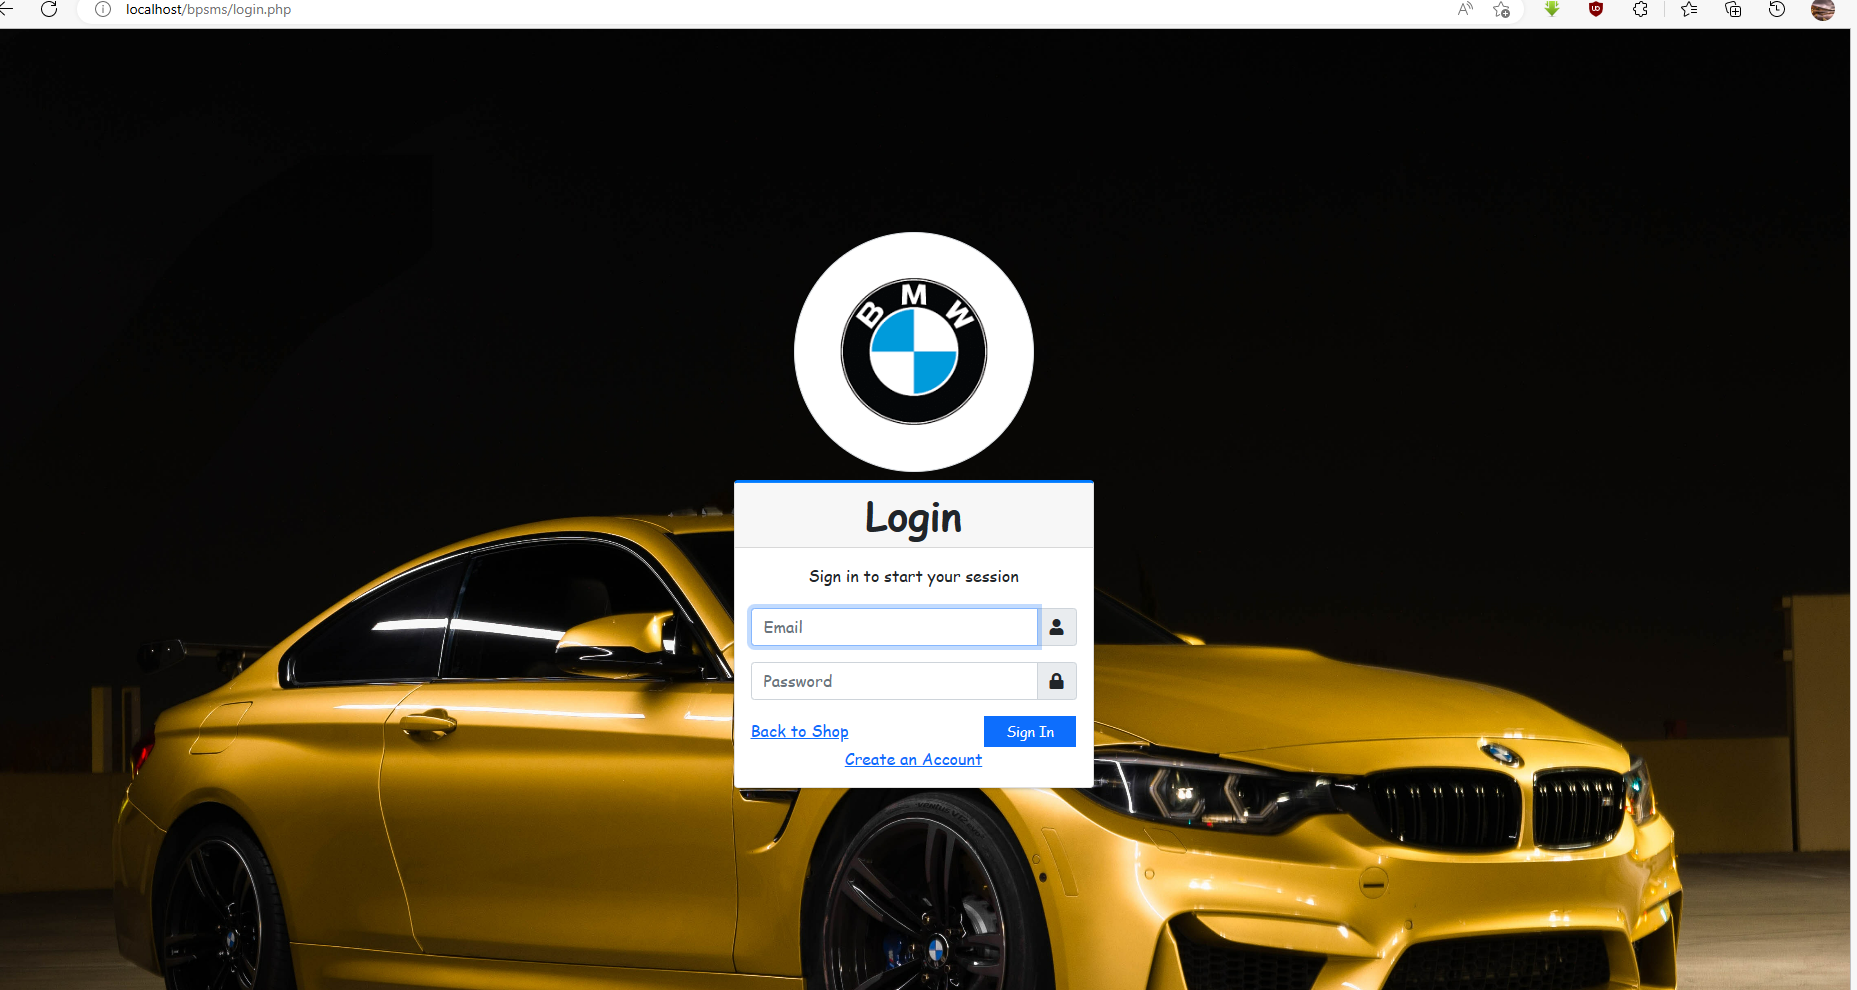 localhost/bpsms/login.php
BMW
Login
Sign in to start your session
Email
Password
Back to Shop
Sign In
Create an Account